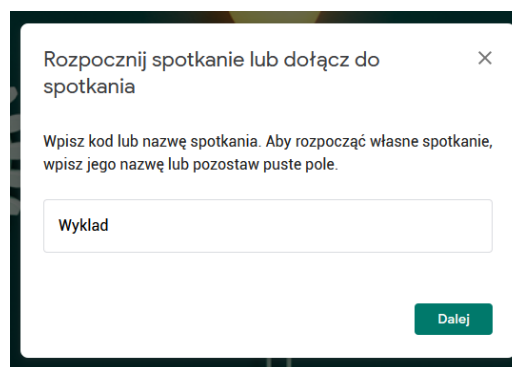 Rozpocznij spotkanie lub dołącz do
spotkania
Wpisz kod lub nazwę spotkania. Aby rozpocząć własne spotkanie,
wpisz jego nazwę lub pozostaw puste pole.
Wyklad
Dalej